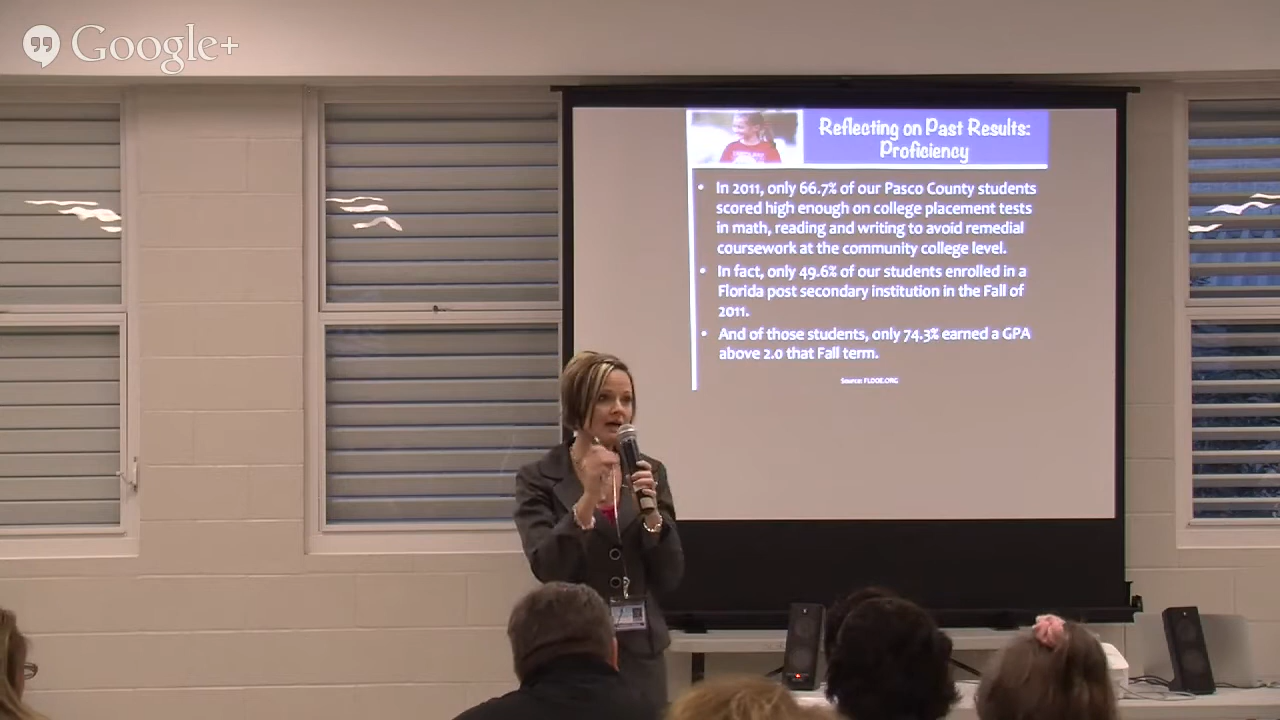 Google+
Reflecting on Past Results:
Proficiency
• In 2011, only 66.7% of our Pasco County students
scored high enough on college placement tests
in math, reading and writing to avoid remedial
coursework at the community college level.
• In fact, only 49.6% of our students enrolled in a
Florida post secondary institution in the Fall of
2011.
• And of those students, only 74.3% earned a GPA
above 2.0 that Fall term.
Source: FLDOE.ORG